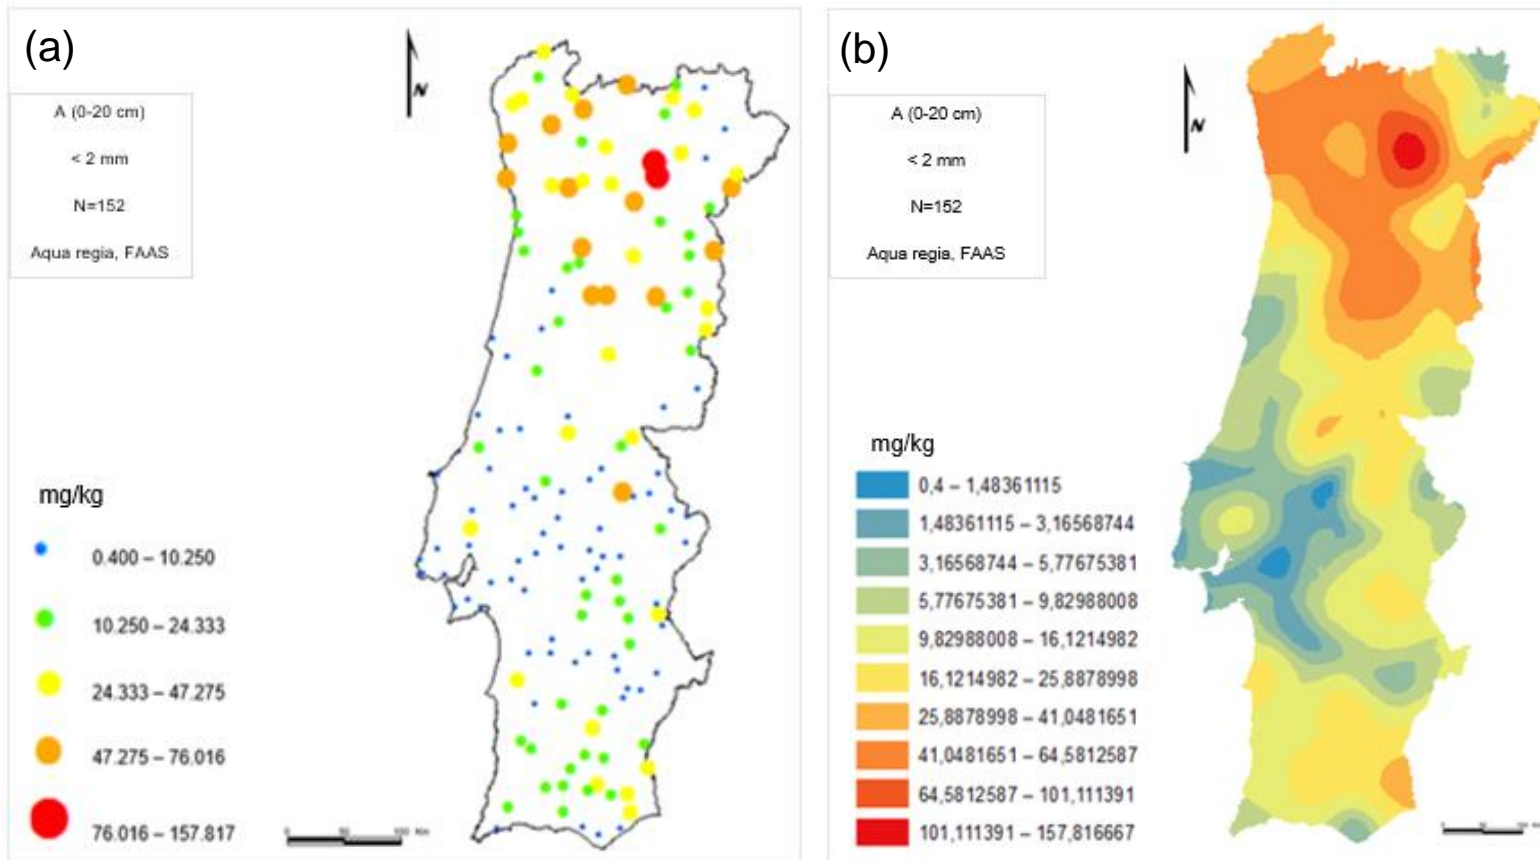 (a)
N
A (0-20 cm)
< 2 mm
N=152
Aqua regia, FAAS
mg/kg
0.400 – 10.250
10.250 – 24.333
24.333 – 47.275
47.275 – 76.016
76.016 – 157.817
(b)
N
A (0-20 cm)
< 2 mm
N=152
Aqua regia, FAAS
mg/kg
0,4 – 1,48361115
1,48361115 – 3,16568744
3,16568744 – 5,77675381
5,77675381 – 9,82988008
9,82988008 – 16,1214982
16,1214982 – 25,8878998
25,8878998 – 41,0481651
41,0481651 – 64,5812587
64,5812587 – 101,111391
101,111391 – 157,816667